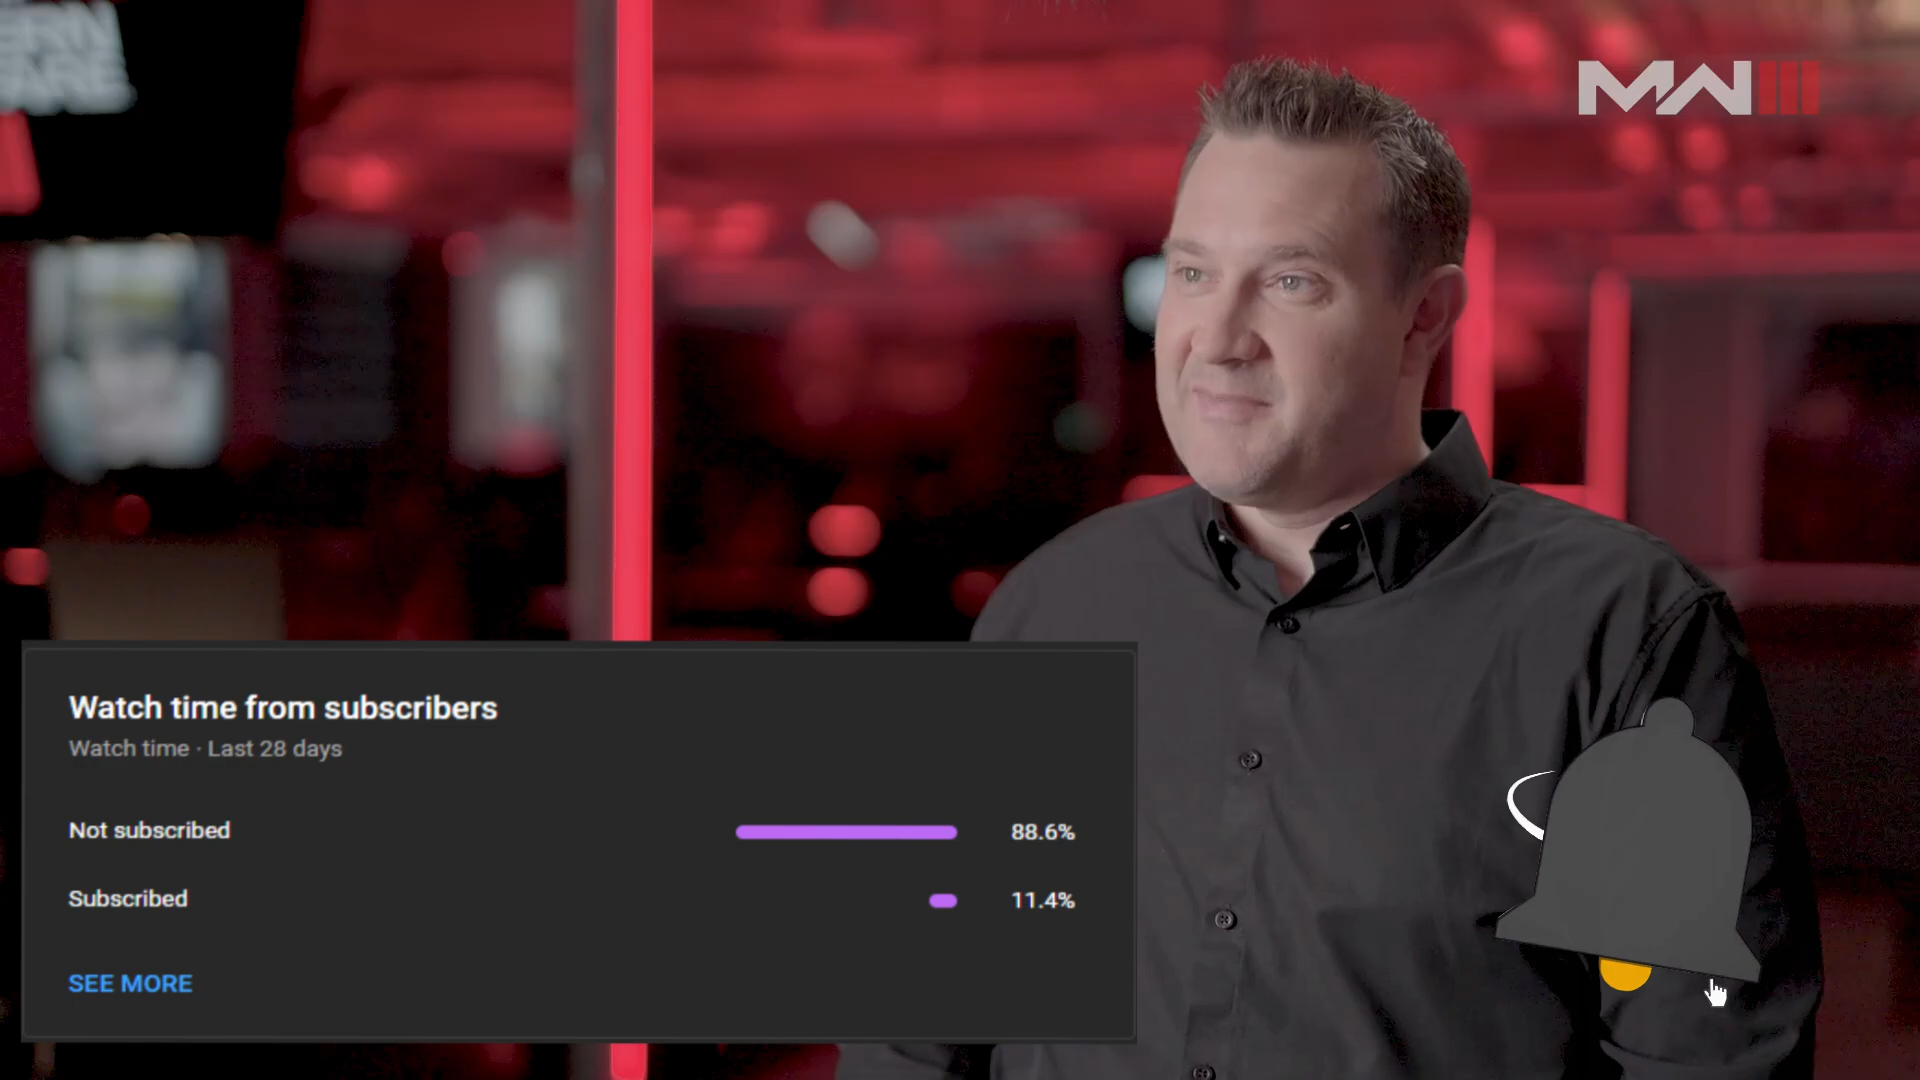 MWIII
Watch time from subscribers
Watch time · Last 28 days
Not subscribed 88.6%
Subscribed 11.4%
SEE MORE